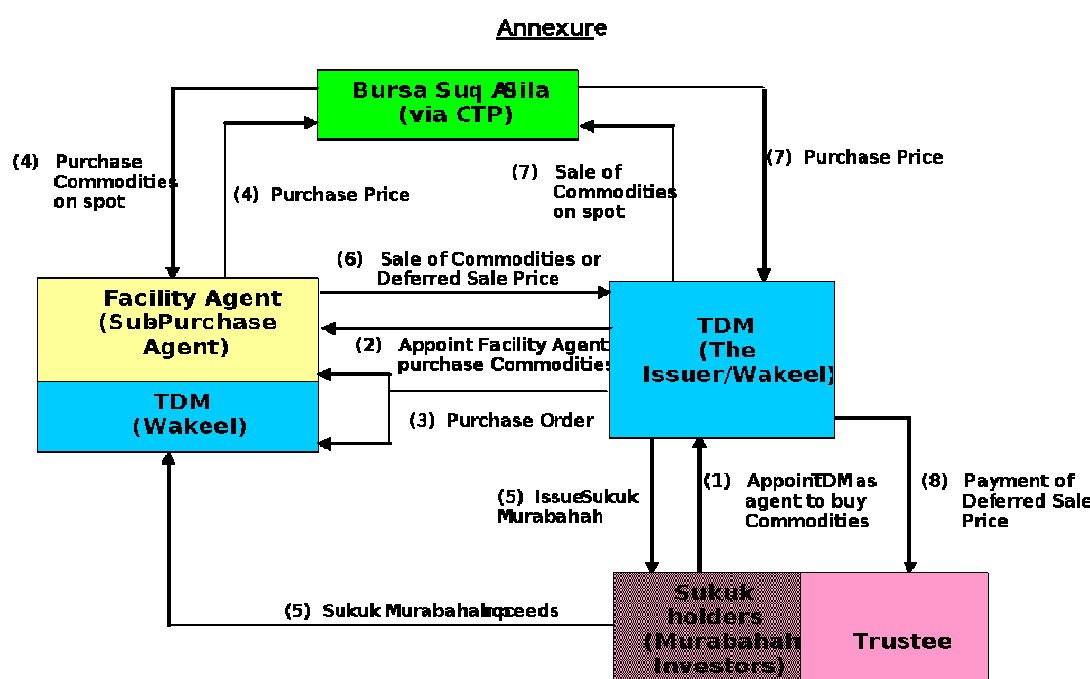 Annexure
Bursa Suq Al-Sila
(via CTP)
(4) Purchase
Commodities
on spot
(4) Purchase Price
(7) Sale of
Commodities
on spot
(7) Purchase Price
(6) Sale of Commodities or
Deferred Sale Price
Facility Agent
(SubPurchase
Agent)
TDM
(Wakeel)
TDM
(The
Issuer/Wakeel)
(2) Appoint Facility Agent
purchase Commodities
(3) Purchase Order
(5) Issue Sukuk
Murabahah
(1) Appoint TDM as
agent to buy
Commodities
(8) Payment of
Deferred Sale
Price
(5) Sukuk Murabahah
Sukuk
holders
(Murabahah
Investors)
Trustee